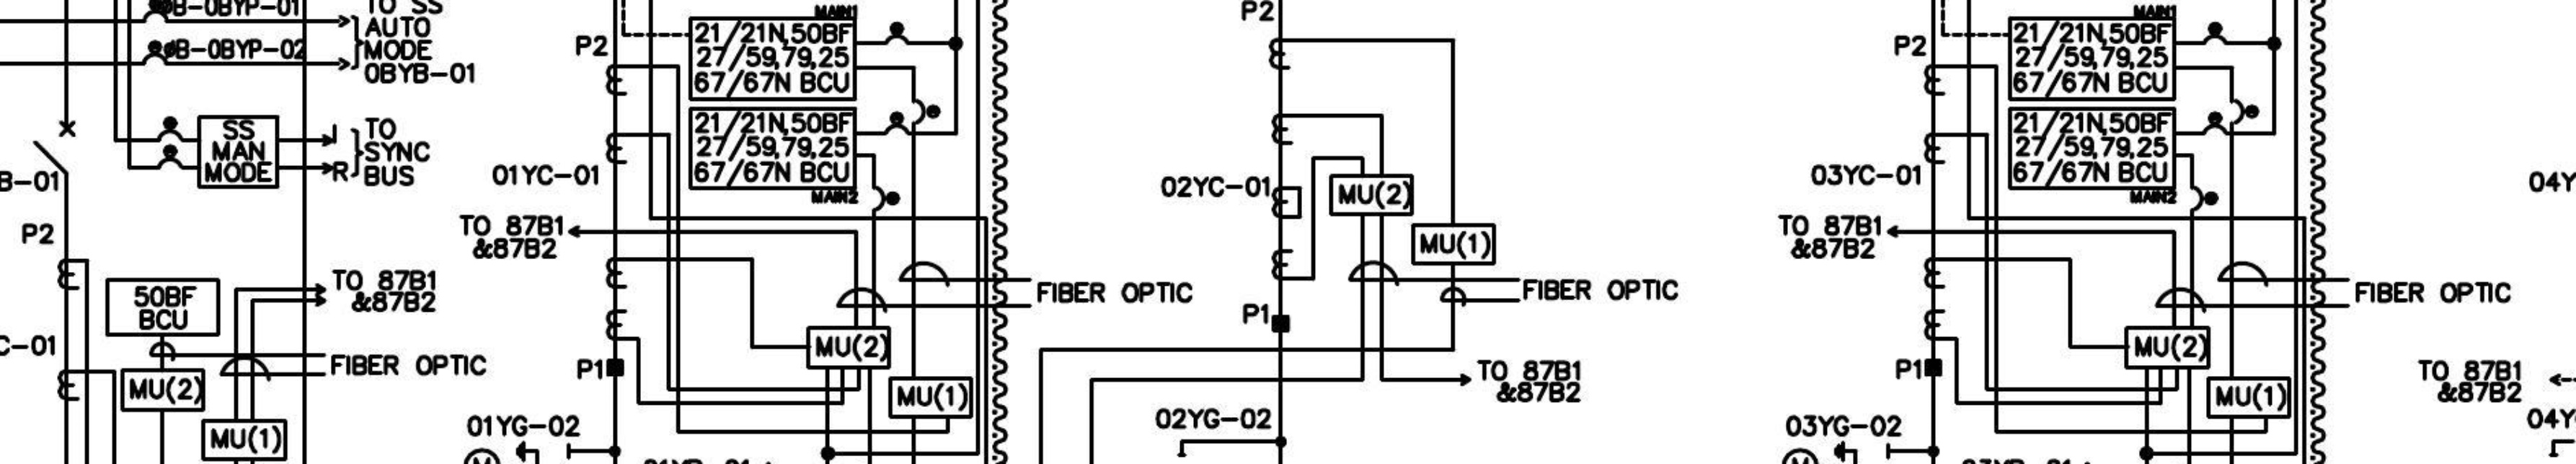 TO SS
AUTO
MODE
0BYB-01
B-0BYP-01
B-0BYP-02
SS
MAN
MODE
I
R
TO
SYNC
BUS
B-01
P2
50BF
BCU
TO 87B1
&87B2
C-01
FIBER OPTIC
MU(2)
MU(1)
P2
MAIN1
21/21N,50BF
27/59,79,25
67/67N BCU
21/21N,50BF
27/59,79,25
67/67N BCU
MAIN2
01YC-01
TO 87B1
&87B2
FIBER OPTIC
MU(2)
P1
MU(1)
01YG-02
P2
02YC-01
MU(2)
MU(1)
FIBER OPTIC
P1
TO 87B1
&87B2
02YG-02
P2
MAIN1
21/21N,50BF
27/59,79,25
67/67N BCU
21/21N,50BF
27/59,79,25
67/67N BCU
MAIN2
03YC-01
TO 87B1
&87B2
FIBER OPTIC
MU(2)
P1
MU(1)
03YG-02
04Y
TO 87B1
&87B2
04Y